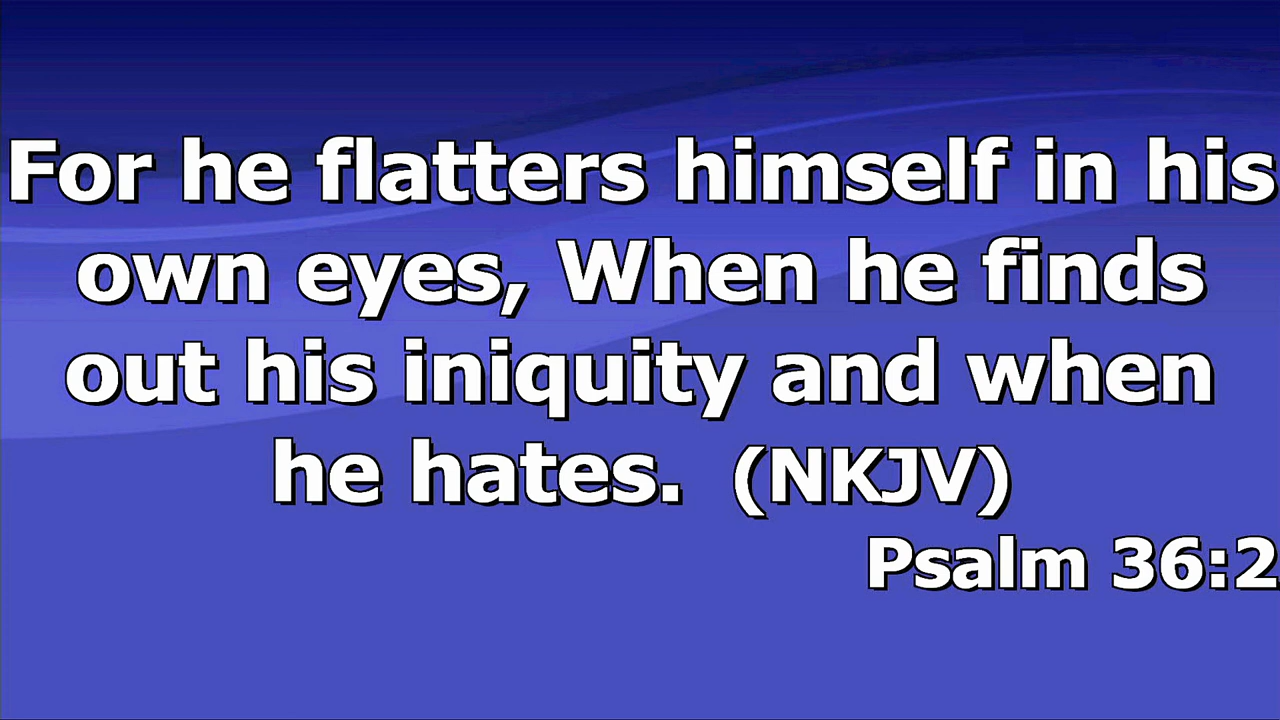 For he flatters himself in his
own eyes, When he finds
out his iniquity and when
he hates. (NKJV)
Psalm 36:2